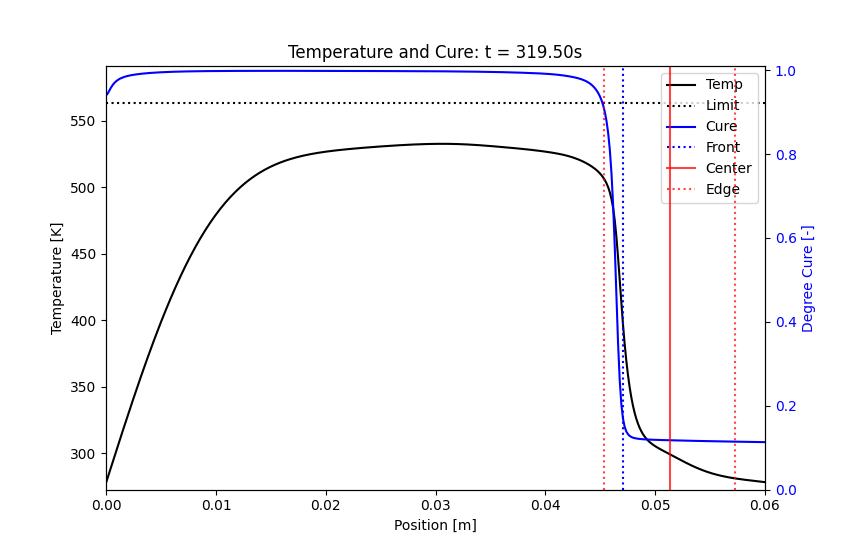 Temperature and Cure: t = 319.50s
Temp
Limit
Cure
Front
Center
Edge
Temperature [K]
550
500
450
400
350
300
Degree Cure [-]
1.0
0.8
0.6
0.4
0.2
0.0
0.00 0.01 0.02 0.03 0.04 0.05 0.06
Position [m]